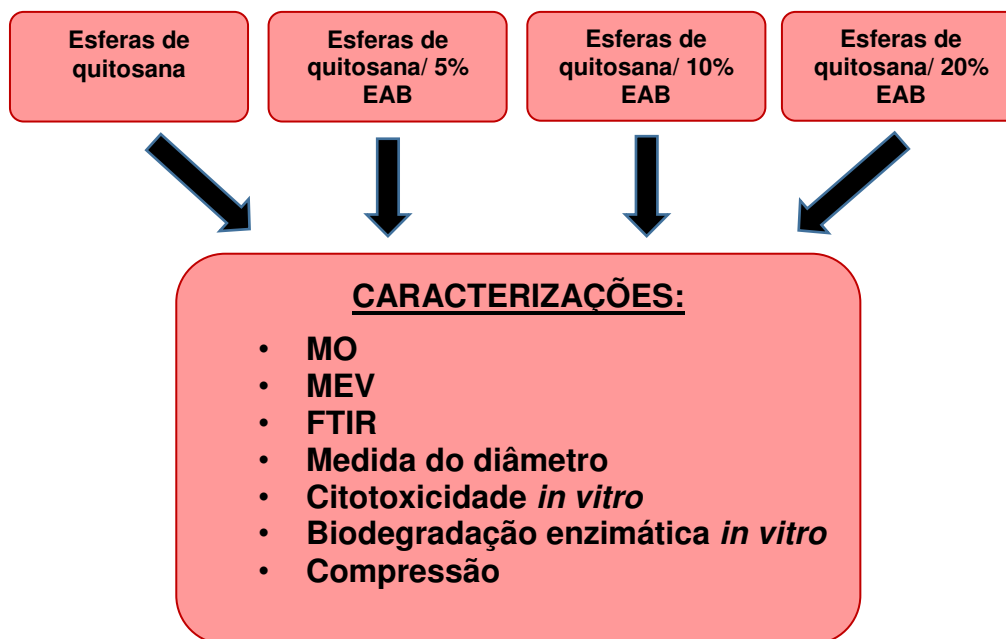 Esferas de
quitosana
Esferas de
quitosana/ 5%
EAB
Esferas de
quitosana/ 10%
EAB
Esferas de
quitosana/ 20%
EAB
CARACTERIZAÇÕES:
• MO
• MEV
• FTIR
• Medida do diâmetro
• Citotoxicidade in vitro
• Biodegradação enzimática in vitro
• Compressão